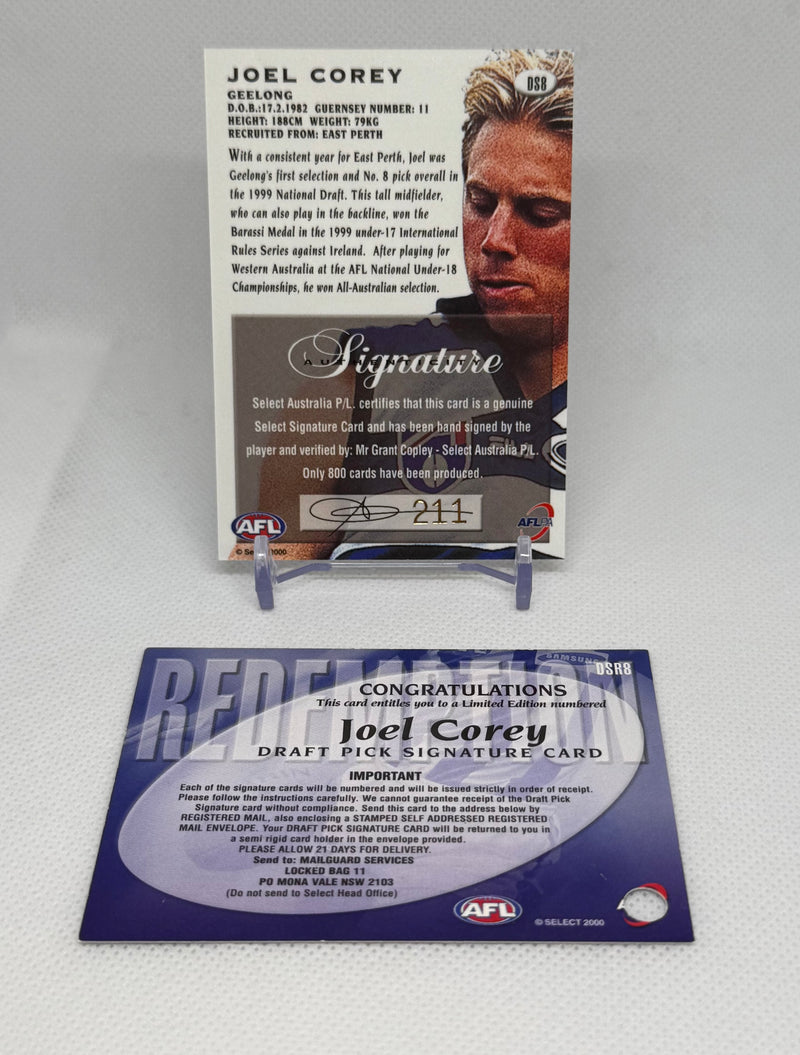 JOEL COREY
DS8
GEELONG
D.O.B.:17.2.1982 GUERNSEY NUMBER: 11
HEIGHT: 188CM WEIGHT: 79KG
RECRUITED FROM: EAST PERTH
With a consistent year for East Perth, Joel was
Geelong's first selection and No. 8 pick overall in
the 1999 National Draft. This tall midfielder,
who can also play in the backline, won the
Barassi Medal in the 1999 under-17 International
Rules Series against Ireland. After playing for
Western Australia at the AFL National Under-18
Championships, he won All-Australian selection.
Signature
Select Australia P/L. certifies that this card is a genuine
Select Signature Card and has been hand signed by the
player and verified by: Mr Grant Copley - Select Australia P/L.
Only 800 cards have been produced.
211
AFL
AFLPA
© Select 2000
REDEMPTION
SAMSUNG
DSR8
CONGRATULATIONS
This card entitles you to a Limited Edition numbered
Joel Corey
DRAFT PICK SIGNATURE CARD
IMPORTANT
Each of the signature cards will be numbered and will be issued strictly in order of receipt.
Please follow the instructions carefully. We cannot guarantee receipt of the Draft Pick
Signature card without compliance. Send this card to the address below by
REGISTERED MAIL, also enclosing a STAMPED SELF ADDRESSED REGISTERED
MAIL ENVELOPE. Your DRAFT PICK SIGNATURE CARD will be returned to you in
a semi rigid card holder in the envelope provided.
PLEASE ALLOW 21 DAYS FOR DELIVERY.
Send to: MAILGUARD SERVICES
LOCKED BAG 11
PO MONA VALE NSW 2103
(Do not send to Select Head Office)
AFL
© SELECT 2000